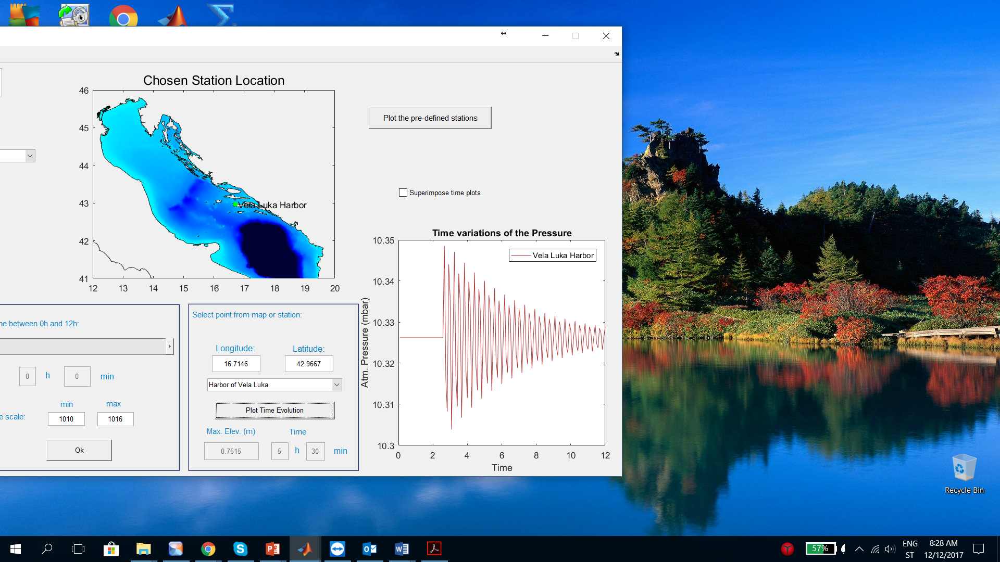 Chosen Station Location
46
45
44
43
42
41
12 13 14 15 16 17 18 19 20
Vela Luka Harbor
Plot the pre-defined stations
Superimpose time plots
Time variations of the Pressure
10.35
10.34
10.33
10.32
10.31
10.3
Atm. Pressure (mbar)
Vela Luka Harbor
0 2 4 6 8 10 12
Time
ne between 0h and 12h:
0 h 0 min
min max
e scale: 1010 1016
Ok
Select point from map or station:
Longitude: Latitude:
16.7146 42.9667
Harbor of Vela Luka
Plot Time Evolution
Max. Elev. (m) Time
0.7515 5 h 30 min
Recycle Bin
57%
ENG
ST
8:28 AM
12/12/2017